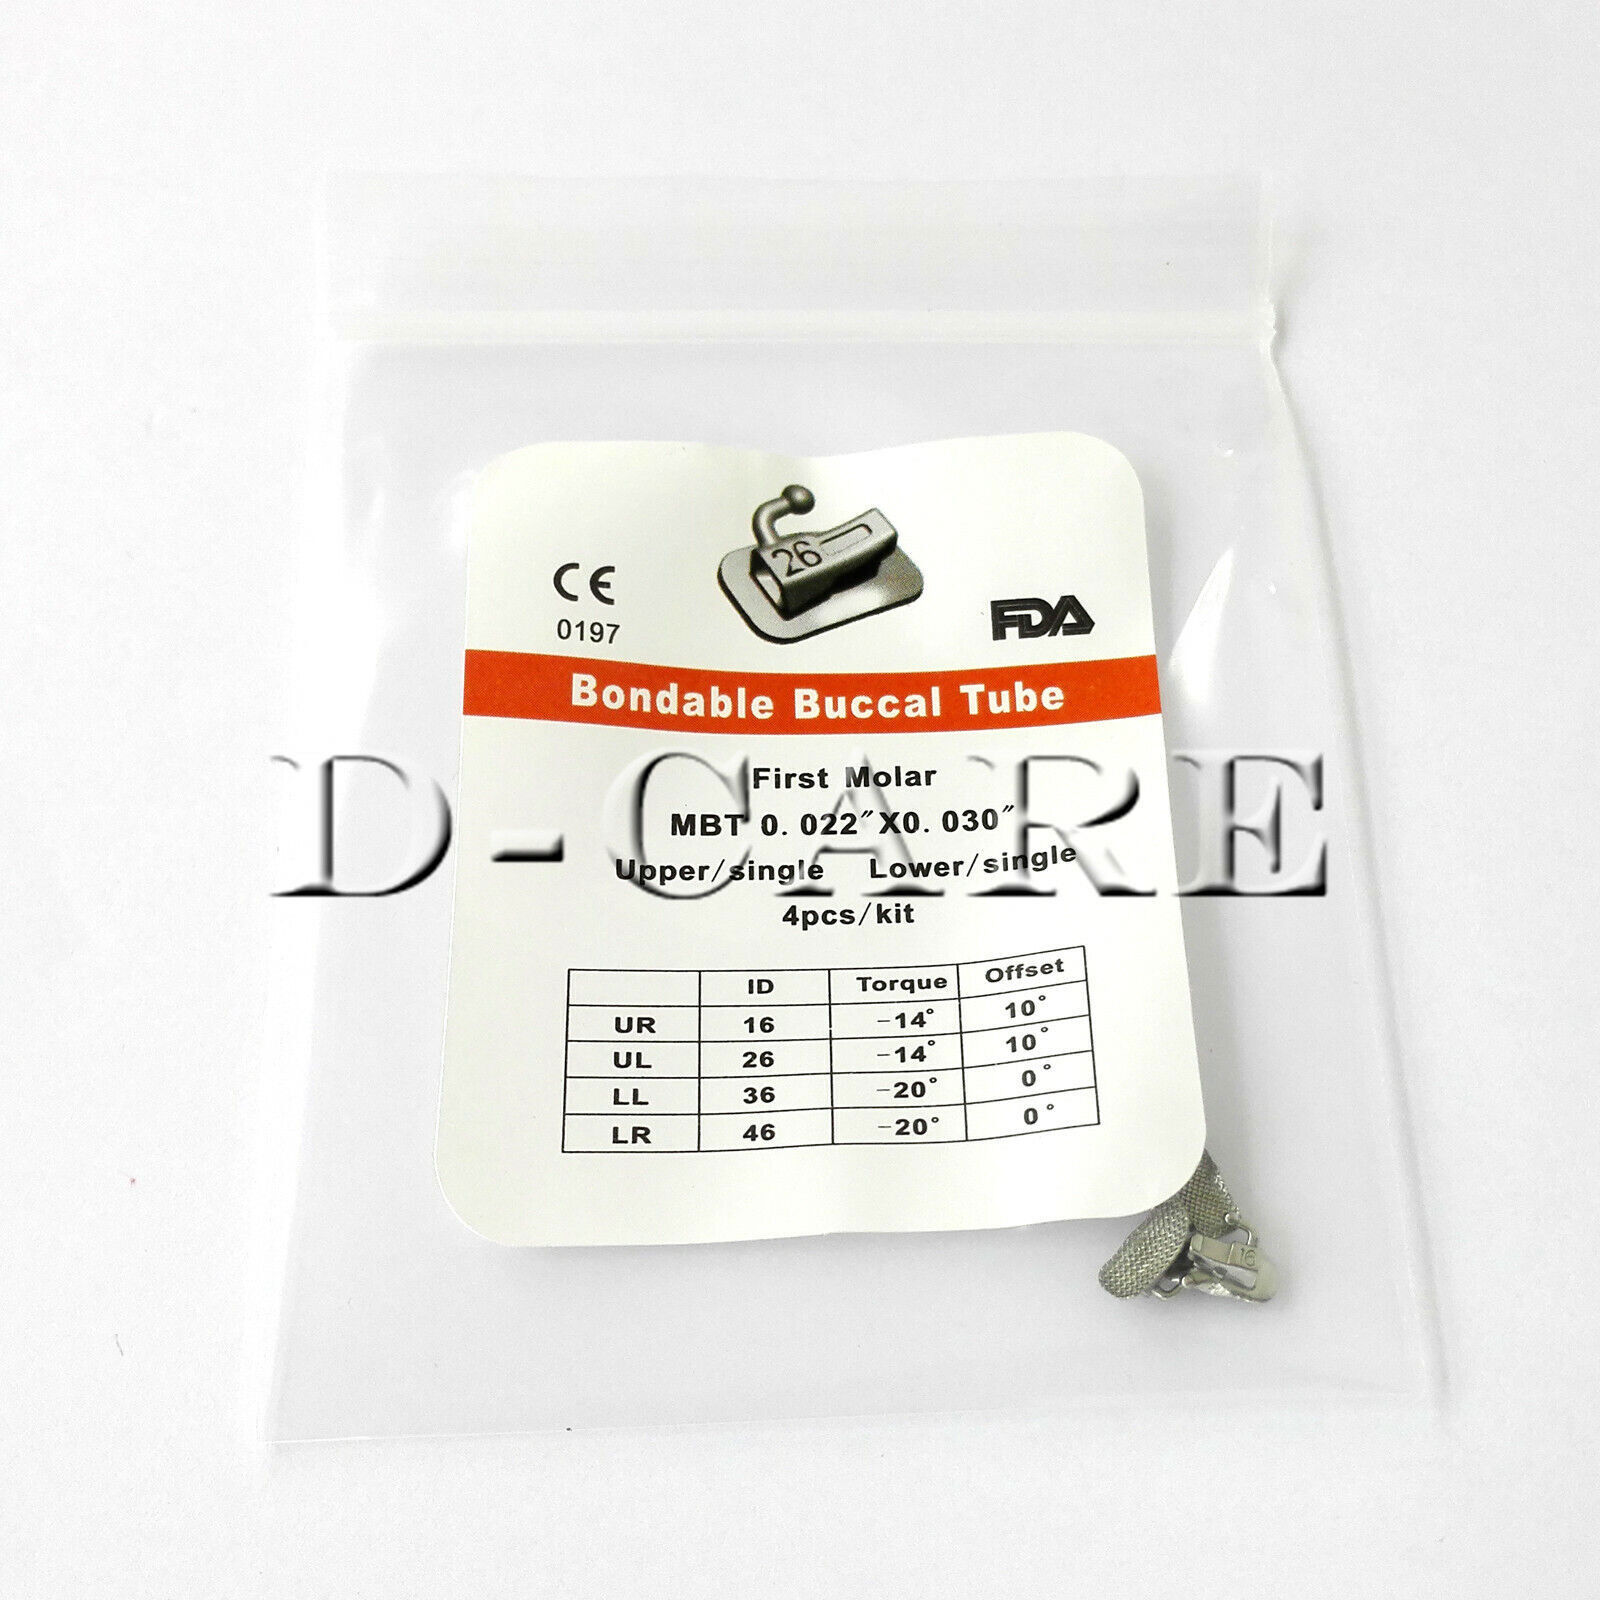 26
CE
0197
FDA
Bondable Buccal Tube
First Molar
MBT 0.022″X0.030″
Upper/single Lower/single
4pcs/kit
ID Torque Offset
UR 16 -14° 10°
UL 26 -14° 10°
LL 36 -20° 0°
LR 46 -20° 0°
16
D-CARE